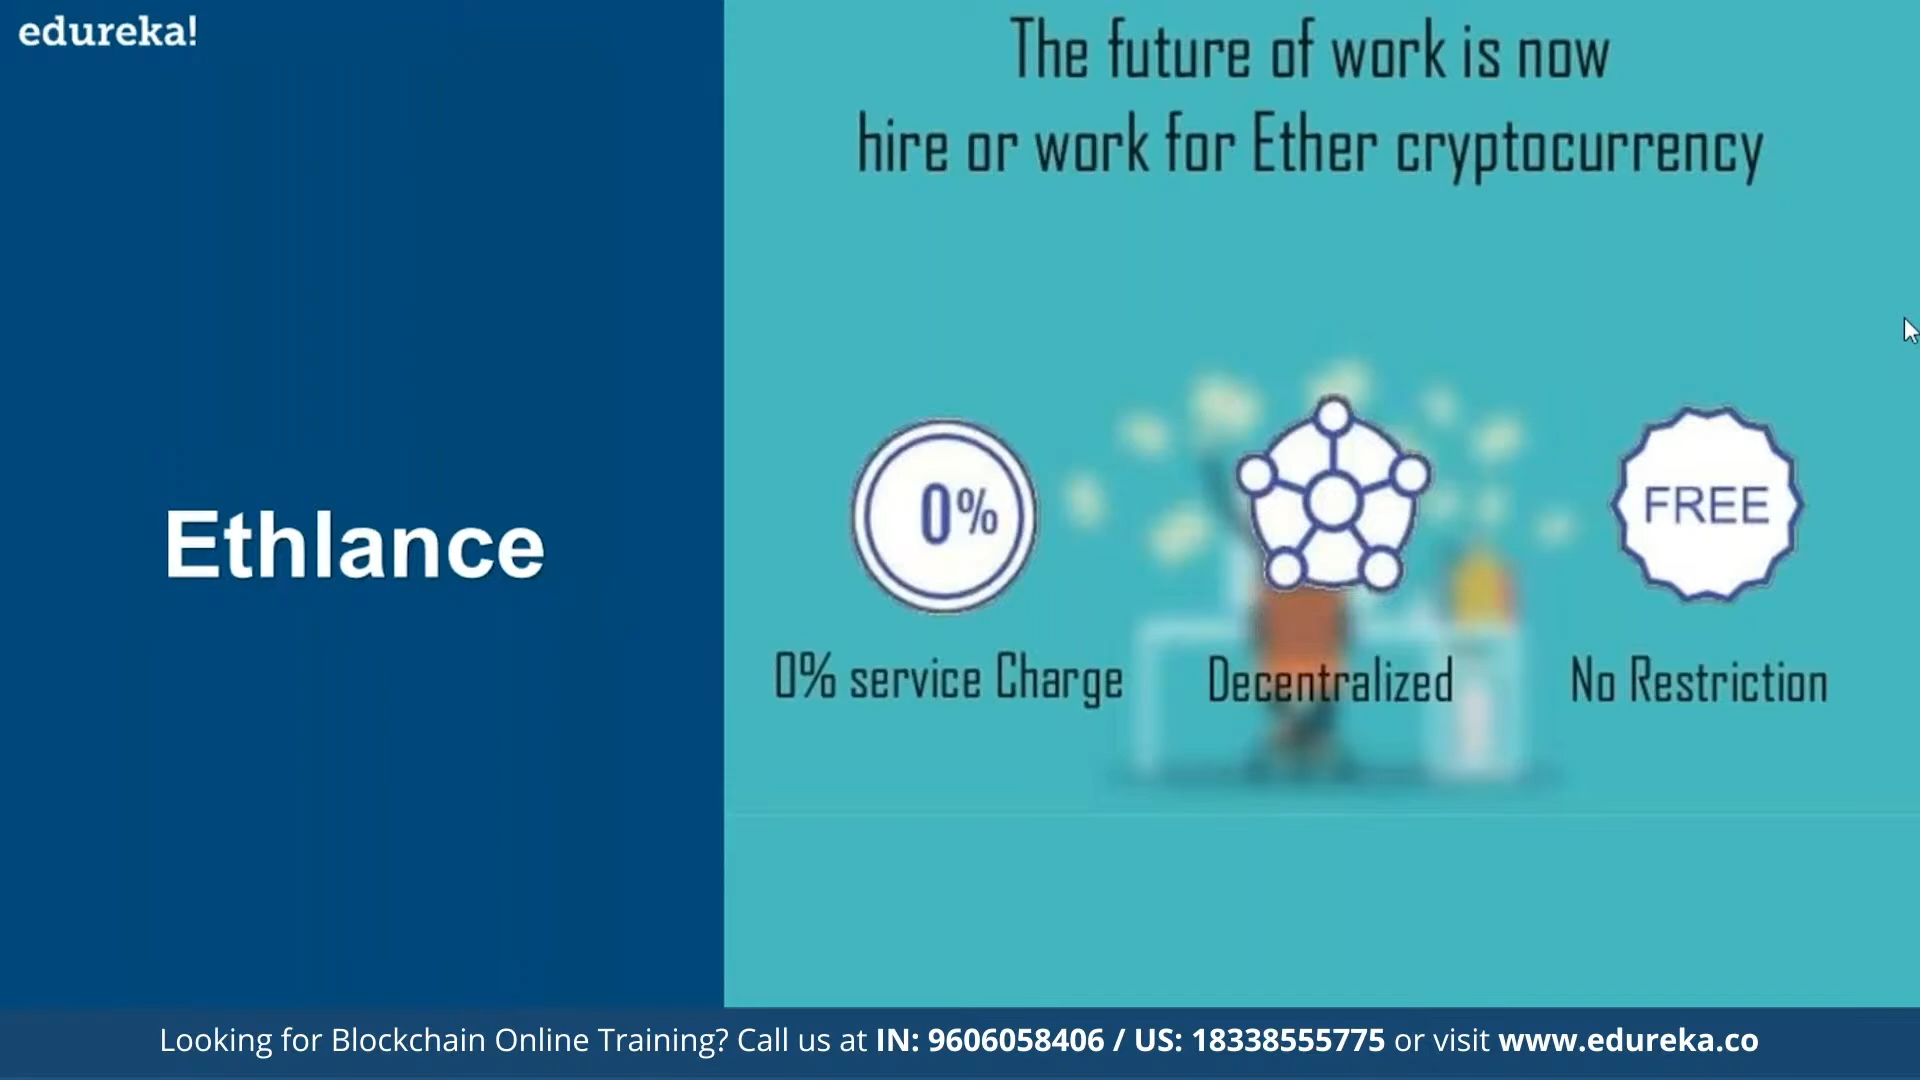 edureka!
The future of work is now
hire or work for Ether cryptocurrency
Ethlance
0%
FREE
0% service Charge
Decentralized
No Restriction
Looking for Blockchain Online Training? Call us at IN: 9606058406 / US: 18338555775 or visit www.edureka.co